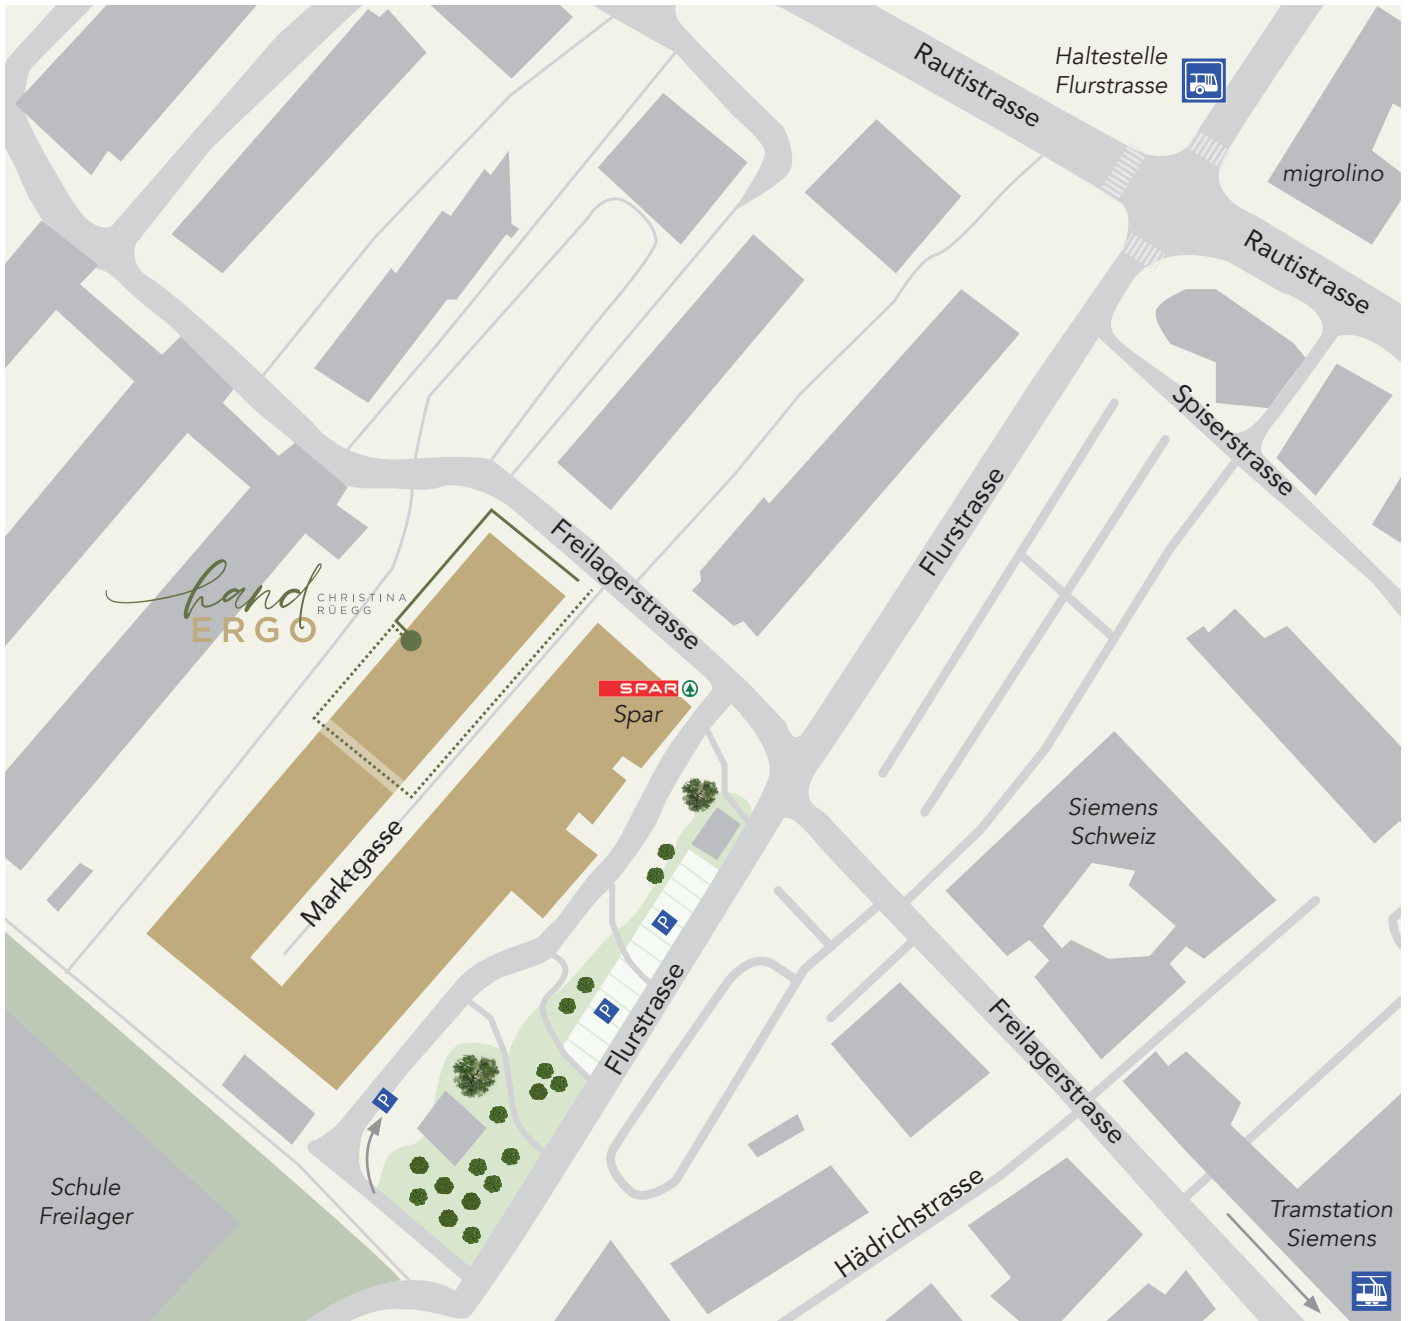 Haltestelle
Flurstrasse
Rautistrasse
migrolino
Rautistrasse
Spiserstrasse
Flurstrasse
Freilagerstrasse
hand
CHRISTINA
RÜEGG
ERGO
SPAR
Spar
Siemens
Schweiz
Marktgasse
P
P
Flurstrasse
Freilagerstrasse
P
Hädrichstrasse
Schule
Freilager
Tramstation
Siemens